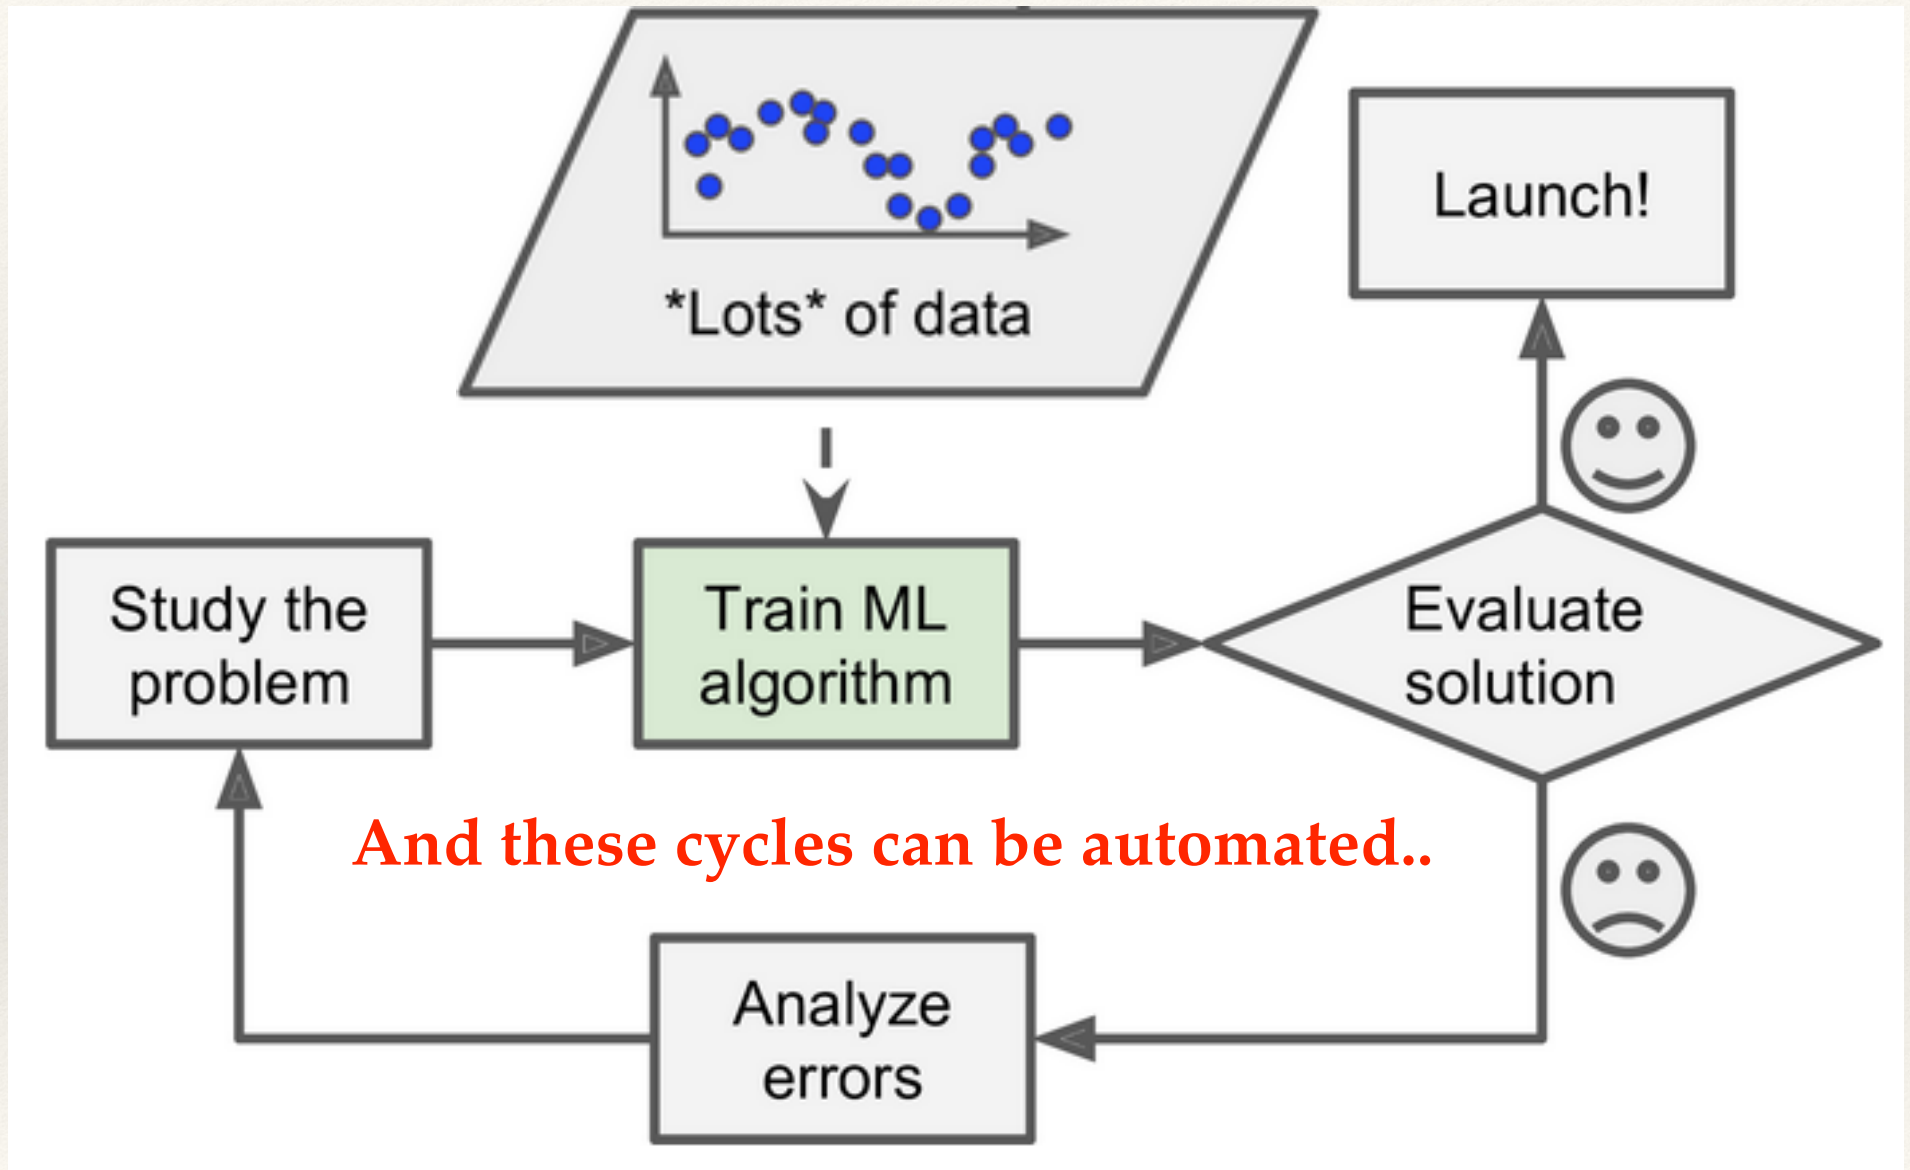 *Lots* of data
Launch!
Study the
problem
Train ML
algorithm
Evaluate
solution
And these cycles can be automated..
Analyze
errors